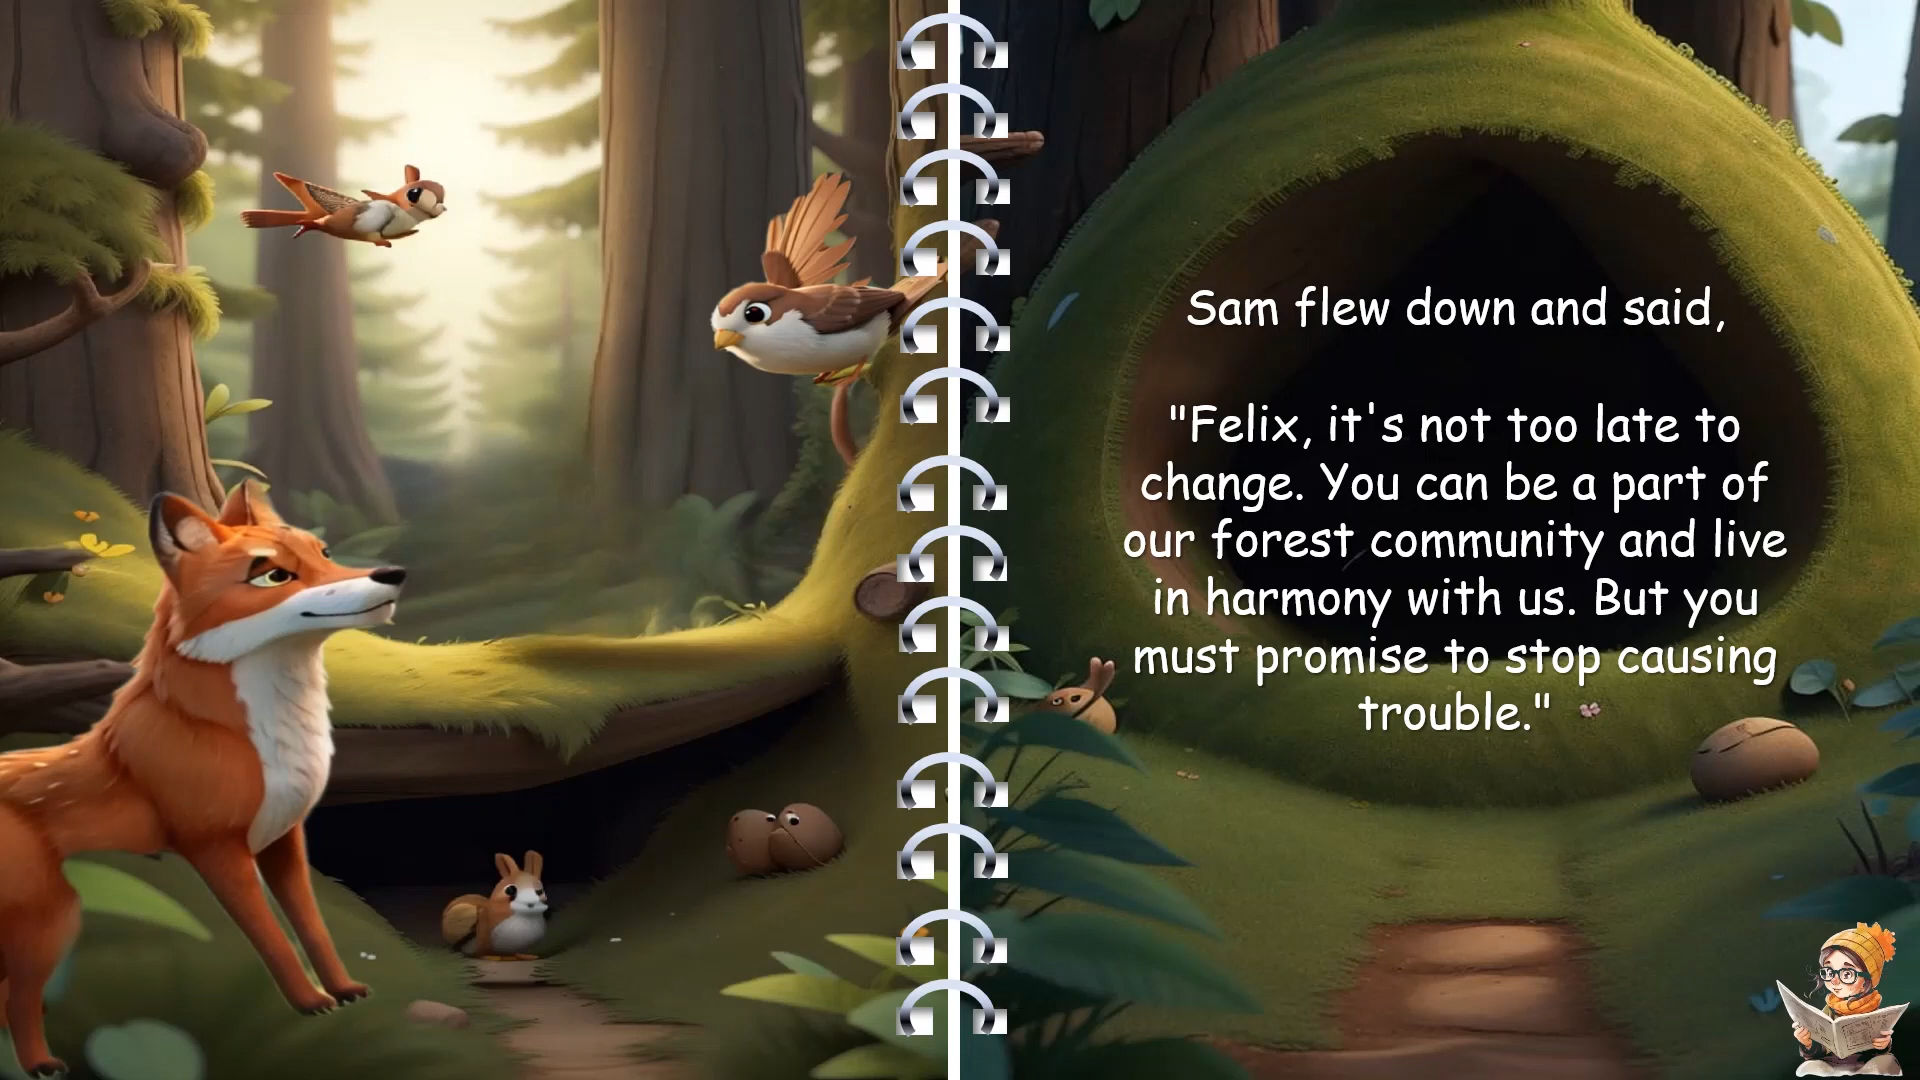 Sam flew down and said,
"Felix, it's not too late to
change. You can be a part of
our forest community and live
in harmony with us. But you
must promise to stop causing
trouble."